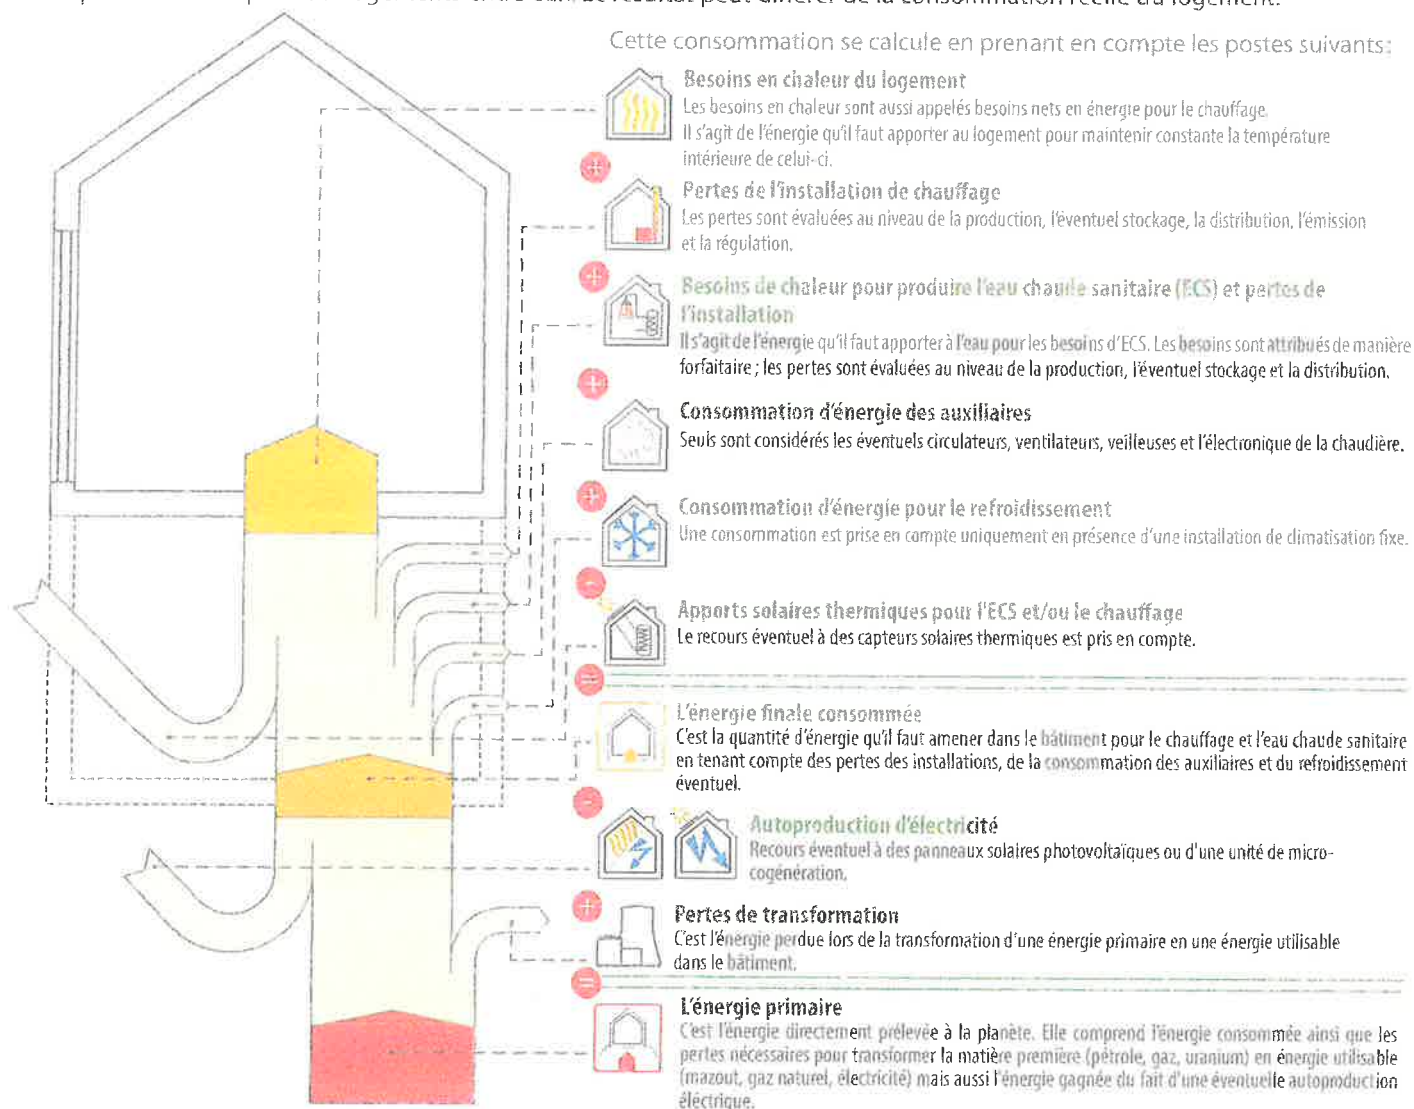 Cette consommation se calcule en prenant en compte les postes suivants:
Besoins en chaleur du logement
Les besoins en chaleur sont aussi appelés besoins nets en énergie pour le chauffage.
Il s'agit de l'énergie qu'il faut apporter au logement pour maintenir constante la température
intérieure de celui-ci.
+
Pertes de l'installation de chauffage
Les pertes sont évaluées au niveau de la production, l'éventuel stockage, la distribution, l'émission
et la régulation.
+
Besoins de chaleur pour produire l'eau chaude sanitaire (ECS) et pertes de
l'installation
Il s'agit de l'énergie qu'il faut apporter à l'eau pour les besoins d'ECS. Les besoins sont attribués de manière
forfaitaire ; les pertes sont évaluées au niveau de la production, l'éventuel stockage et la distribution.
+
Consommation d'énergie des auxiliaires
Seuls sont considérés les éventuels circulateurs, ventilateurs, veilleuses et l'électronique de la chaudière.
+
Consommation d'énergie pour le refroidissement
Une consommation est prise en compte uniquement en présence d'une installation de climatisation fixe.
-
Apports solaires thermiques pour l'ECS et/ou le chauffage
Le recours éventuel à des capteurs solaires thermiques est pris en compte.
=
L'énergie finale consommée
C'est la quantité d'énergie qu'il faut amener dans le bâtiment pour le chauffage et l'eau chaude sanitaire
en tenant compte des pertes des installations, de la consommation des auxiliaires et du refroidissement
éventuel.
-
Autoproduction d'électricité
Recours éventuel à des panneaux solaires photovoltaïques ou d'une unité de micro-
cogénération.
+
Pertes de transformation
C'est l'énergie perdue lors de la transformation d'une énergie primaire en une énergie utilisable
dans le bâtiment.
=
L'énergie primaire
C'est l'énergie directement prélevée à la planète. Elle comprend l'énergie consommée ainsi que les
pertes nécessaires pour transformer la matière première (pétrole, gaz, uranium) en énergie utilisable
(mazout, gaz naturel, électricité) mais aussi l'énergie gagnée du fait d'une éventuelle autoproduction
électrique.